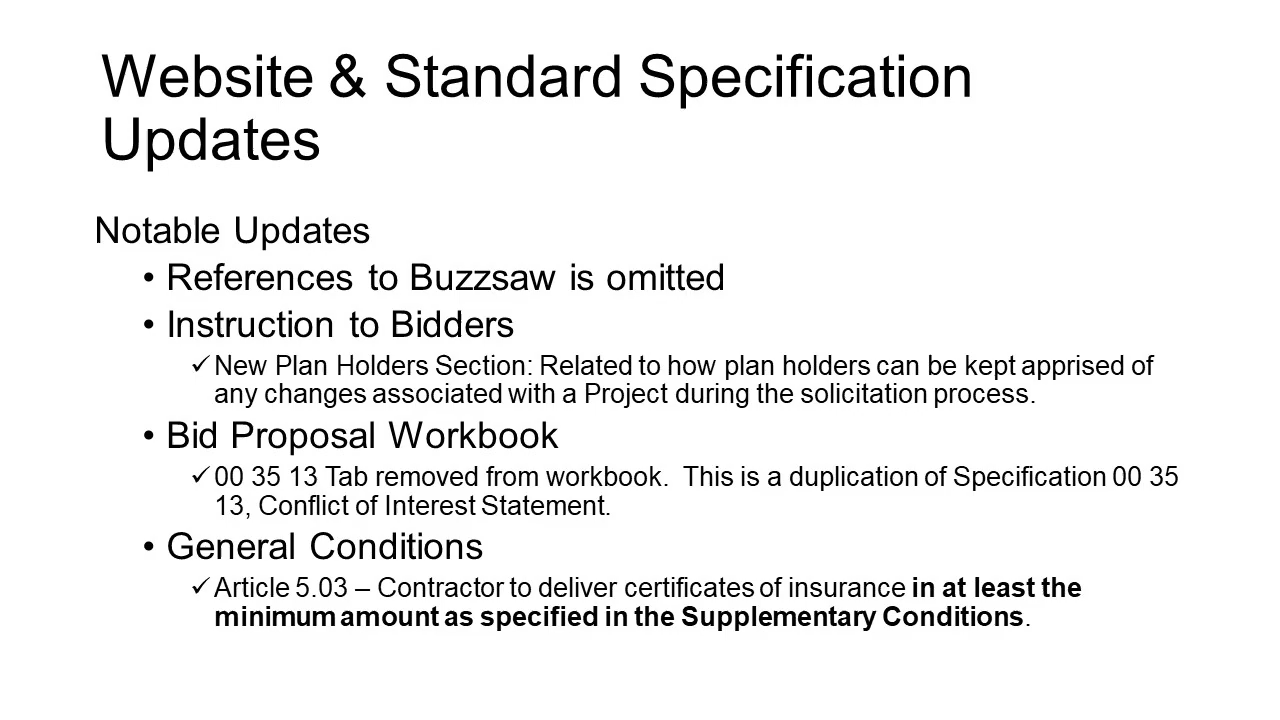 Website & Standard Specification
Updates
Notable Updates
• References to Buzzsaw is omitted
• Instruction to Bidders
✓ New Plan Holders Section: Related to how plan holders can be kept apprised of
any changes associated with a Project during the solicitation process.
• Bid Proposal Workbook
✓ 00 35 13 Tab removed from workbook.  This is a duplication of Specification 00 35
13, Conflict of Interest Statement.
• General Conditions
✓ Article 5.03 – Contractor to deliver certificates of insurance in at least the
minimum amount as specified in the Supplementary Conditions.